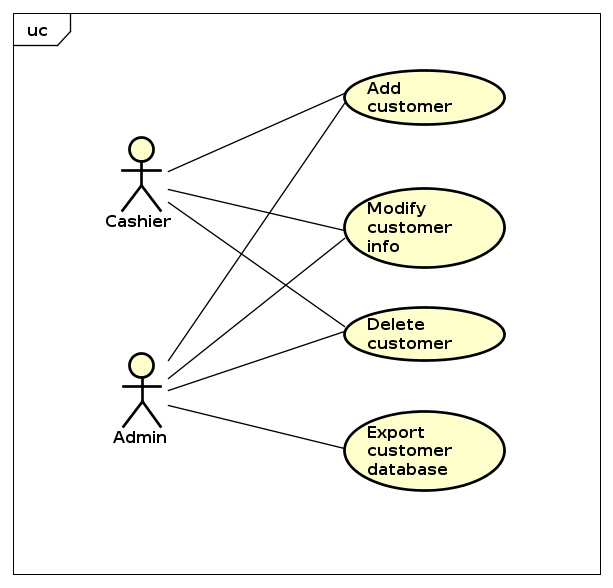 uc
Add
customer
Cashier
Modify
customer
info
Delete
customer
Admin
Export
customer
database